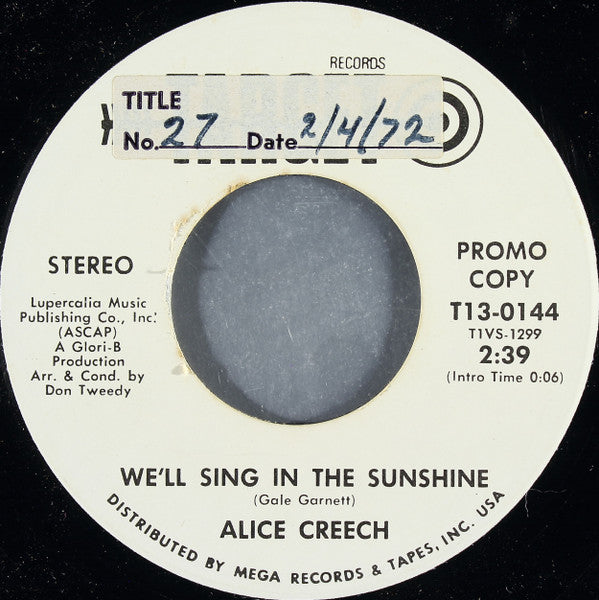 RECORDS
TARGET
TITLE
No. 27 Date 2/4/72
STEREO
Lupercalia Music
Publishing Co., Inc.
(ASCAP)
A Glori-B
Production
Arr. & Cond. by
Don Tweedy
PROMO
COPY
T13-0144
T1VS-1299
2:39
(Intro Time 0:06)
WE'LL SING IN THE SUNSHINE
(Gale Garnett)
ALICE CREECH
DISTRIBUTED BY MEGA RECORDS & TAPES, INC. USA